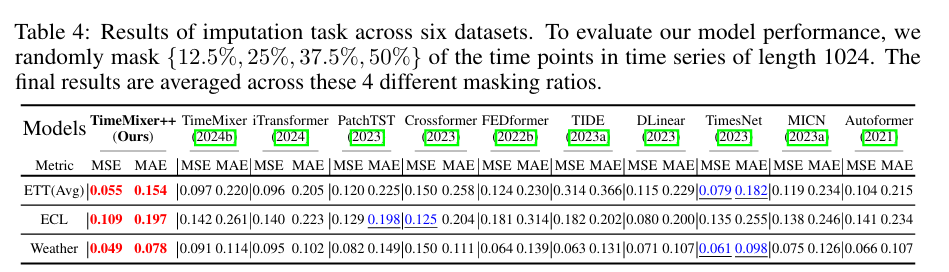 Table 4: Results of imputation task across six datasets. To evaluate our model performance, we
randomly mask {12.5%, 25%, 37.5%, 50%} of the time points in time series of length 1024. The
final results are averaged across these 4 different masking ratios.
Models TimeMixer++ TimeMixer iTransformer PatchTST Crossformer FEDformer TIDE DLinear TimesNet MICN Autoformer
(Ours) (2024b) (2024) (2023) (2023) (2022b) (2023a) (2023) (2023) (2023a) (2021)
Metric MSE MAE MSE MAE MSE MAE MSE MAE MSE MAE MSE MAE MSE MAE MSE MAE MSE MAE MSE MAE MSE MAE
ETT(Avg) 0.055 0.154 0.097 0.220 0.096 0.205 0.120 0.225 0.150 0.258 0.124 0.230 0.314 0.366 0.115 0.229 0.079 0.182 0.119 0.234 0.104 0.215
ECL 0.109 0.197 0.142 0.261 0.140 0.223 0.129 0.198 0.125 0.204 0.181 0.314 0.182 0.202 0.080 0.200 0.135 0.255 0.138 0.246 0.141 0.234
Weather 0.049 0.078 0.091 0.114 0.095 0.102 0.082 0.149 0.150 0.111 0.064 0.139 0.063 0.131 0.071 0.107 0.061 0.098 0.075 0.126 0.066 0.107